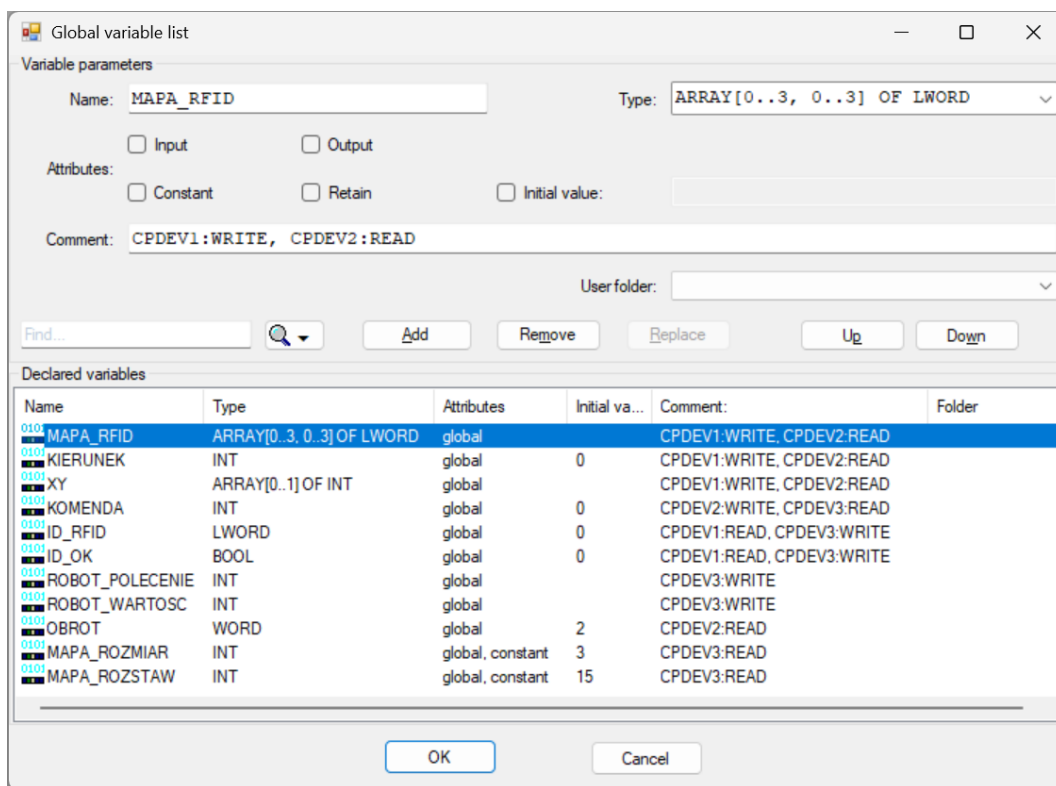 Global variable list
Variable parameters
Name: MAPA_RFID Type: ARRAY[0..3, 0..3] OF LWORD
Attributes: Input Output
Constant Retain Initial value:
Comment: CPDEV1:WRITE, CPDEV2:READ
User folder:
Find... Add Remove Replace Up Down
Declared variables
Name Type Attributes Initial va... Comment: Folder
MAPA_RFID ARRAY[0..3, 0..3] OF LWORD global CPDEV1:WRITE, CPDEV2:READ
KIERUNEK INT global 0 CPDEV1:WRITE, CPDEV2:READ
XY ARRAY[0..1] OF INT global CPDEV1:WRITE, CPDEV2:READ
KOMENDA INT global 0 CPDEV2:WRITE, CPDEV3:READ
ID_RFID LWORD global 0 CPDEV1:READ, CPDEV3:WRITE
ID_OK BOOL global 0 CPDEV1:READ, CPDEV3:WRITE
ROBOT_POLECENIE INT global CPDEV3:WRITE
ROBOT_WARTOSC INT global CPDEV3:WRITE
OBROT WORD global 2 CPDEV2:READ
MAPA_ROZMIAR INT global, constant 3 CPDEV3:READ
MAPA_ROZSTAW INT global, constant 15 CPDEV3:READ
OK Cancel